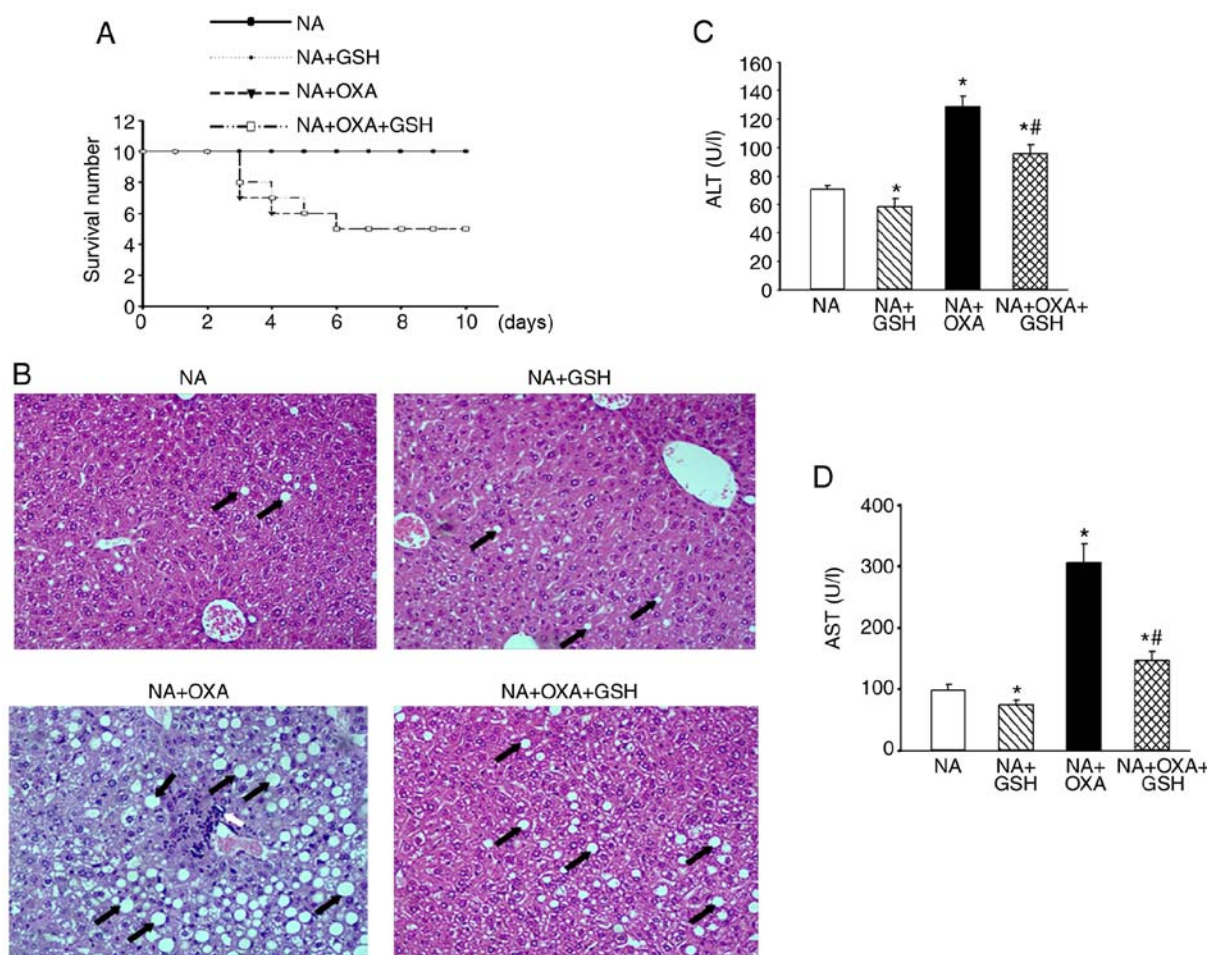 A
NA
NA+GSH
NA+OXA
NA+OXA+GSH
Survival number
12
10
8
6
4
2
0
0 2 4 6 8 10 (days)
C
ALT (U/l)
160
140
120
100
80
60
40
20
0
*
*
*#
NA
NA+
GSH
NA+
OXA
NA+OXA+
GSH
B
NA
NA+GSH
NA+OXA
NA+OXA+GSH
D
AST (U/l)
400
300
200
100
0
*
*
*#
NA
NA+
GSH
NA+
OXA
NA+OXA+
GSH